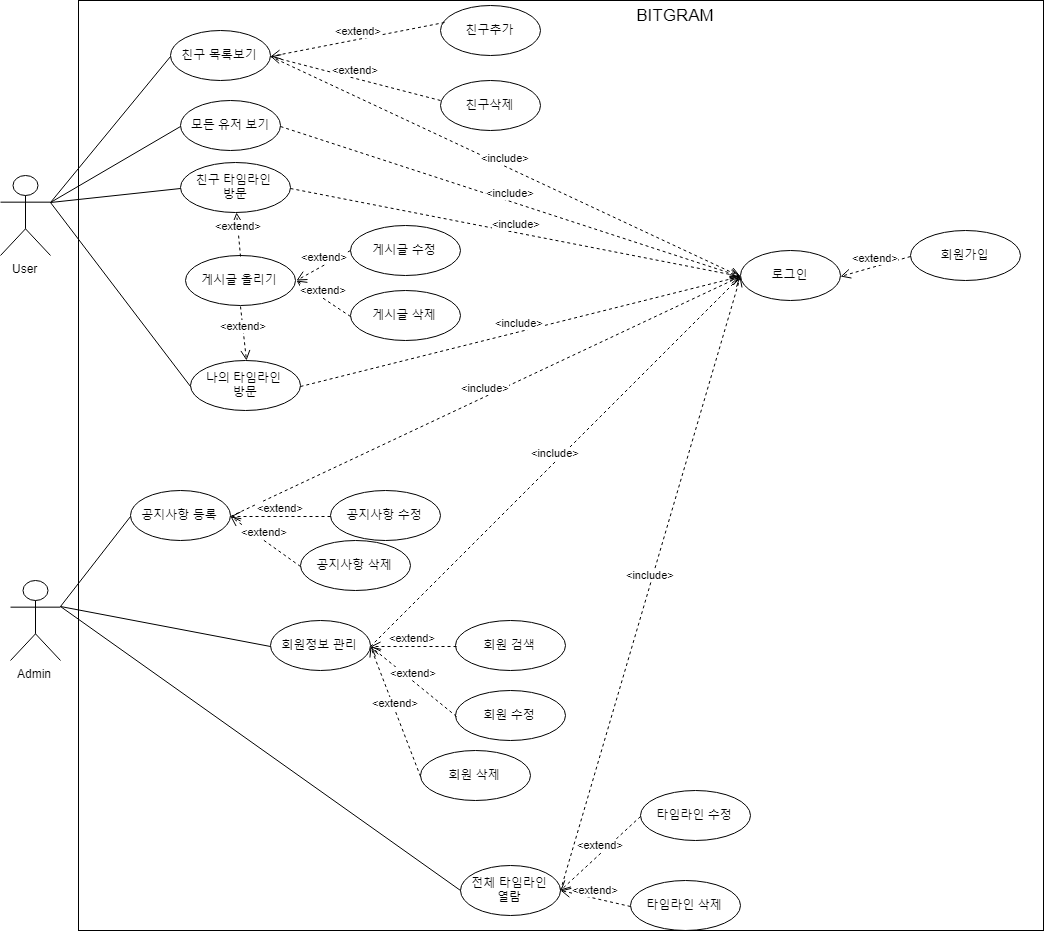 BITGRAM
<extend>
친구추가
친구 목록보기
<extend>
친구삭제
모든 유저 보기
<include>
친구 타임라인
방문
<include>
<include>
<extend>
User
게시글 올리기
<extend>
게시글 수정
<extend>
게시글 삭제
로그인
<extend>
회원가입
<extend>
<include>
나의 타임라인
방문
<include>
<include>
공지사항 등록
<extend>
공지사항 수정
<extend>
공지사항 삭제
<include>
Admin
회원정보 관리
<extend>
회원 검색
<extend>
<extend>
회원 수정
회원 삭제
타임라인 수정
<extend>
전체 타임라인
열람
<extend>
타임라인 삭제